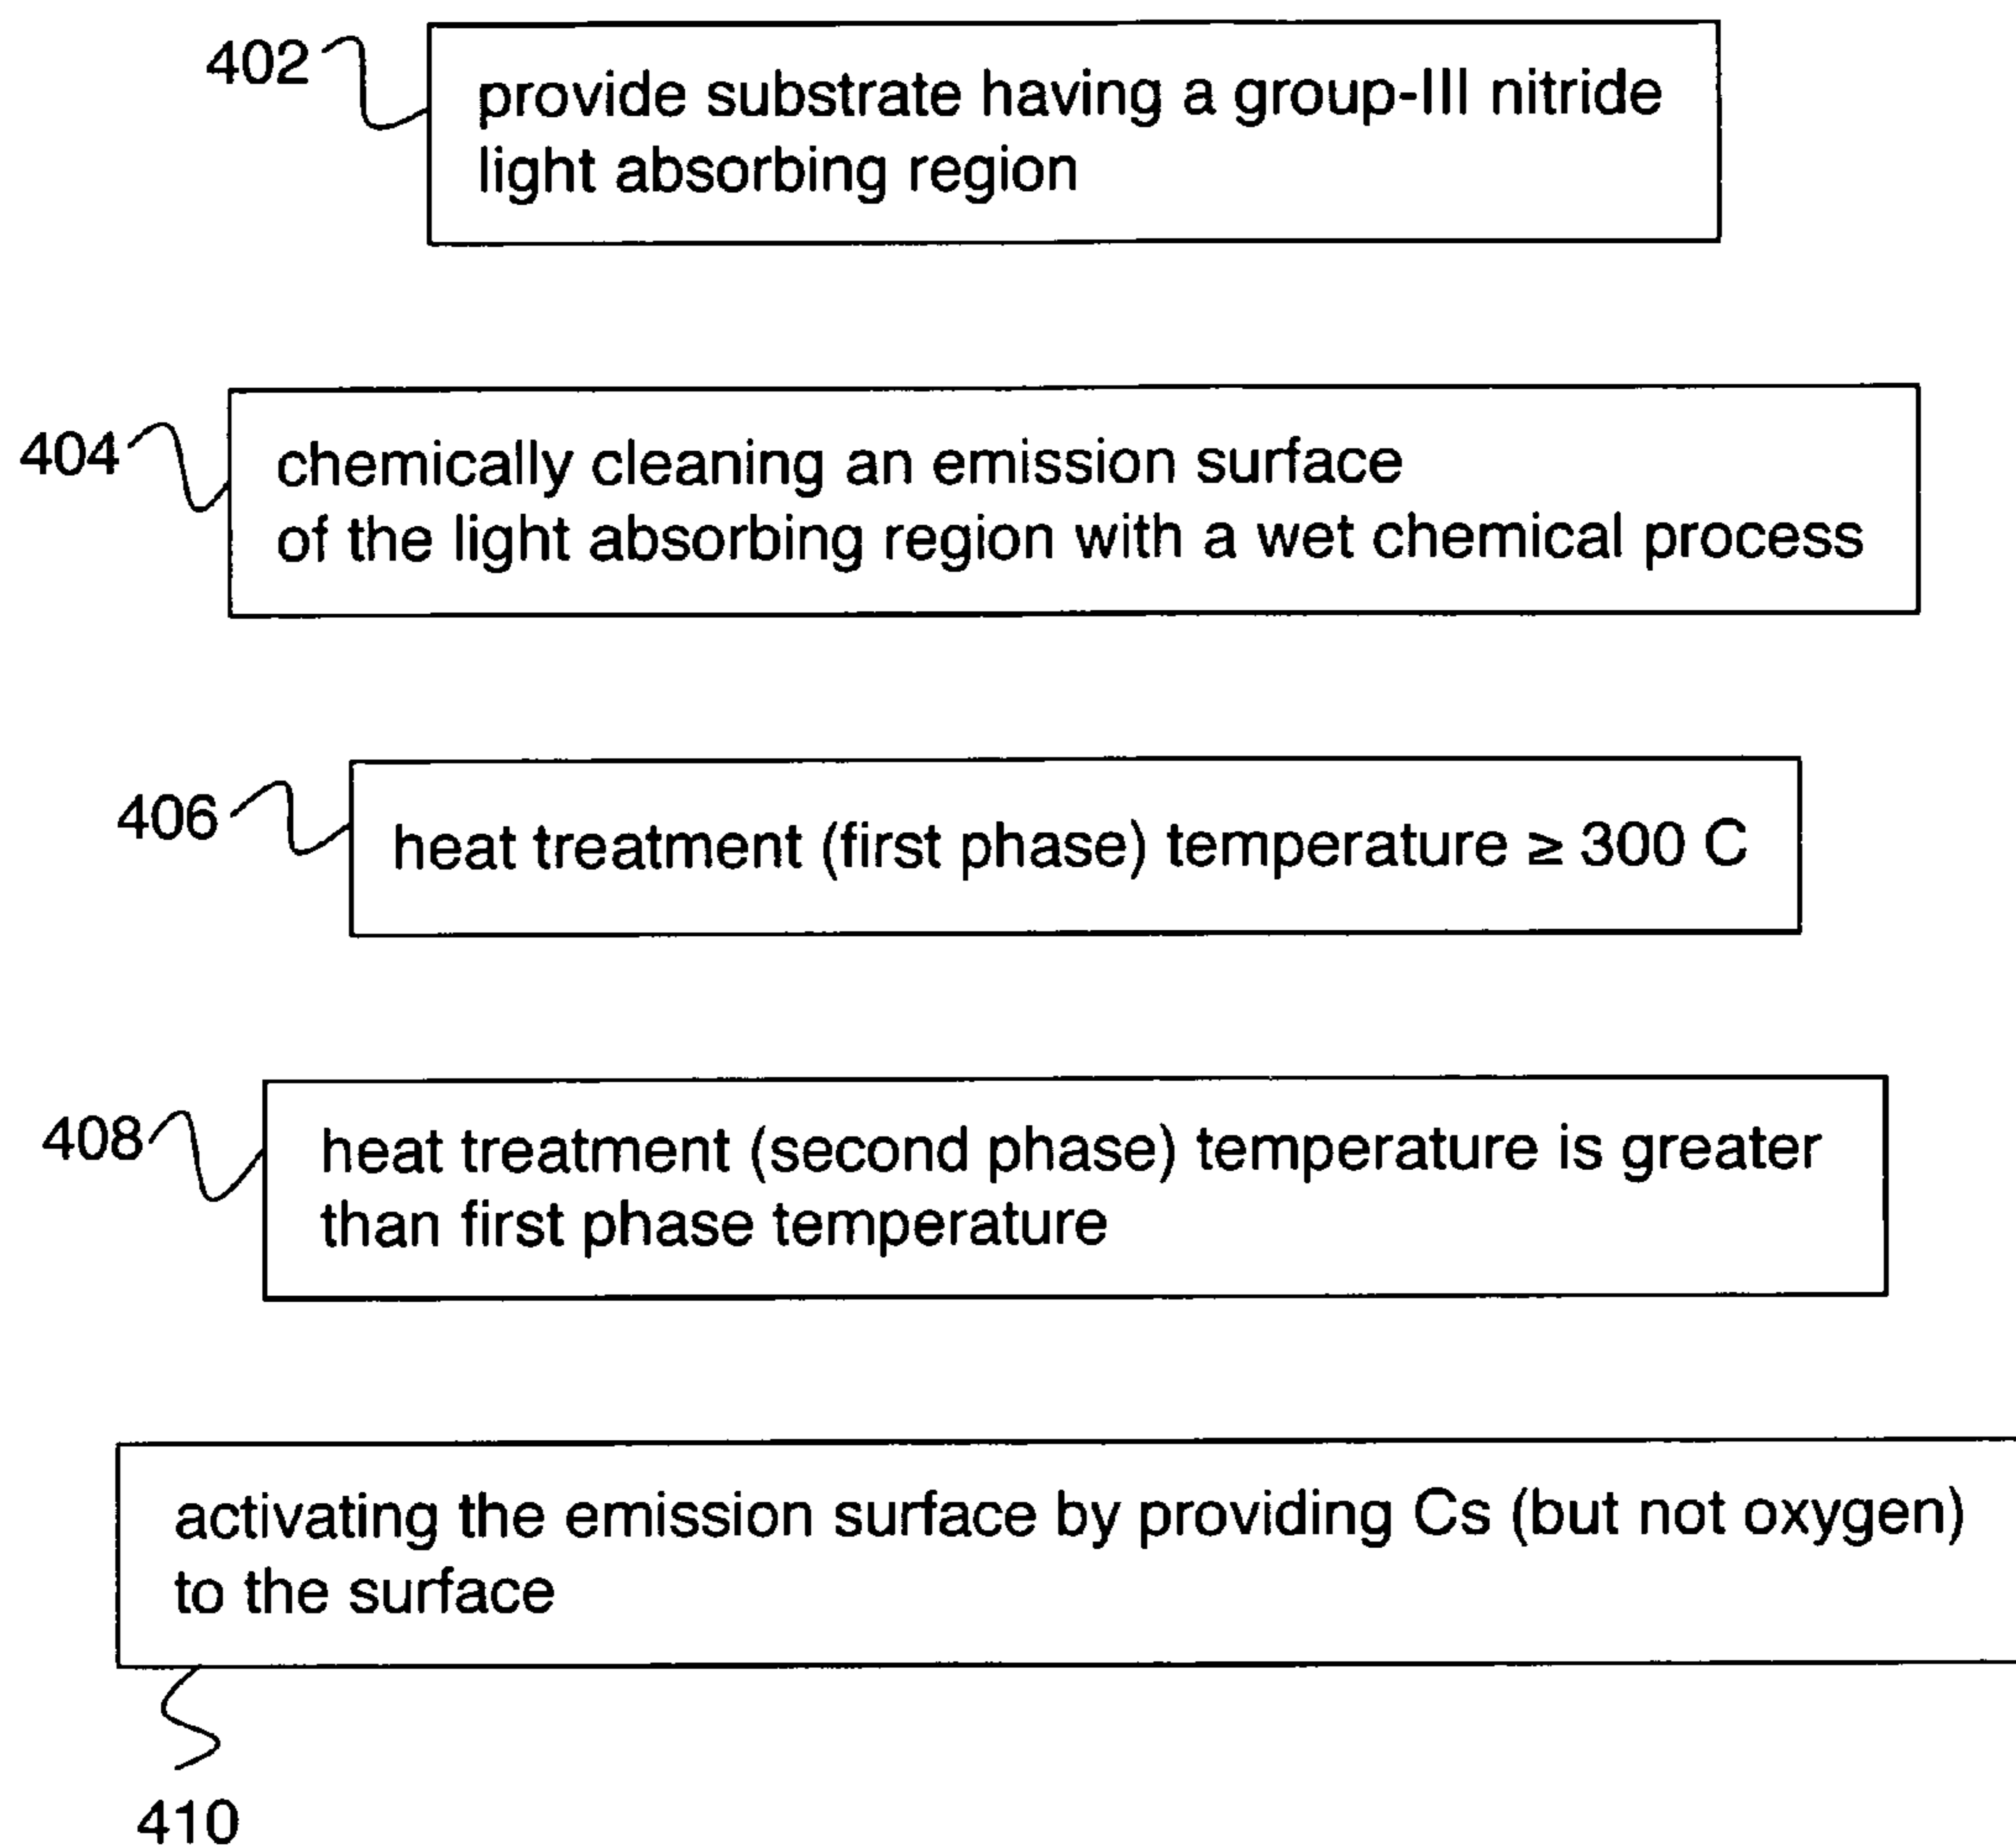 402
provide substrate having a group-III nitride
light absorbing region
404
chemically cleaning an emission surface
of the light absorbing region with a wet chemical process
406
heat treatment (first phase) temperature ≥ 300 C
408
heat treatment (second phase) temperature is greater
than first phase temperature
activating the emission surface by providing Cs (but not oxygen)
to the surface
410